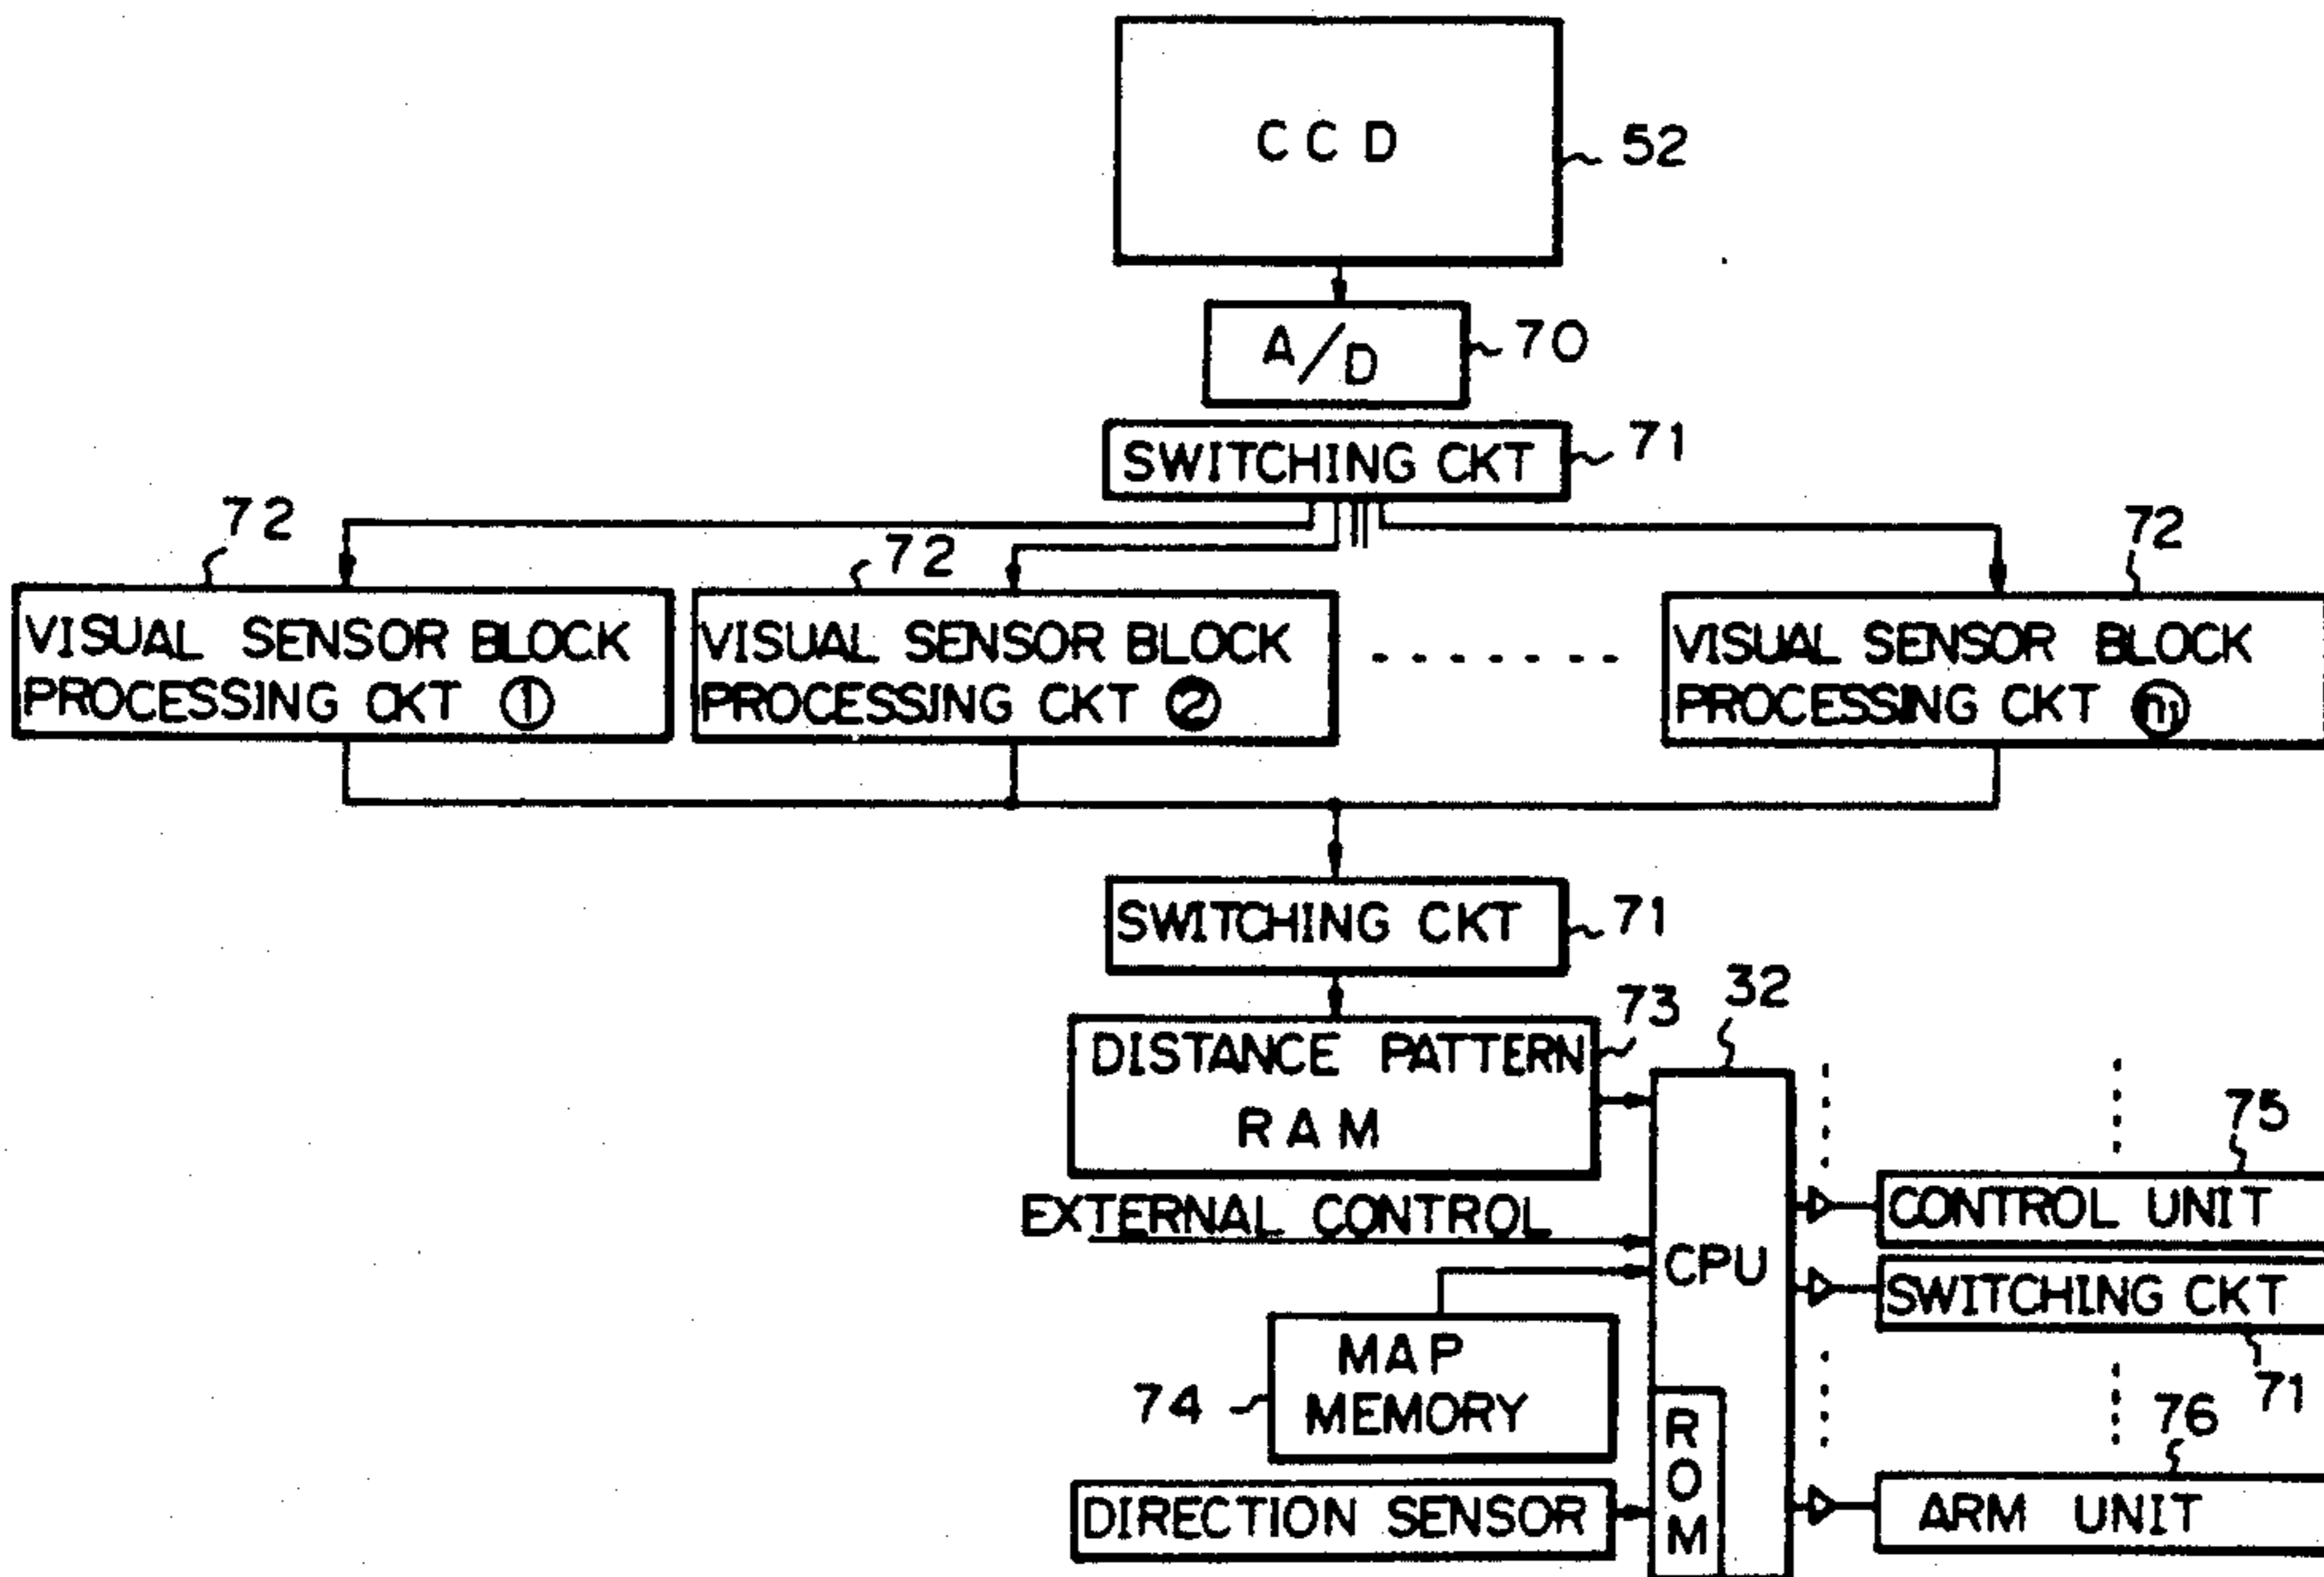 CCD
52
A/D
70
SWITCHING CKT
71
72
72
72
VISUAL SENSOR BLOCK
PROCESSING CKT ①
VISUAL SENSOR BLOCK
PROCESSING CKT ②
. . . . . . .
VISUAL SENSOR BLOCK
PROCESSING CKT
SWITCHING CKT
71
DISTANCE PATTERN
RAM
73
32
EXTERNAL CONTROL
CPU
75
CONTROL UNIT
SWITCHING CKT
71
MAP
MEMORY
74
ROM
76
DIRECTION SENSOR
ARM UNIT